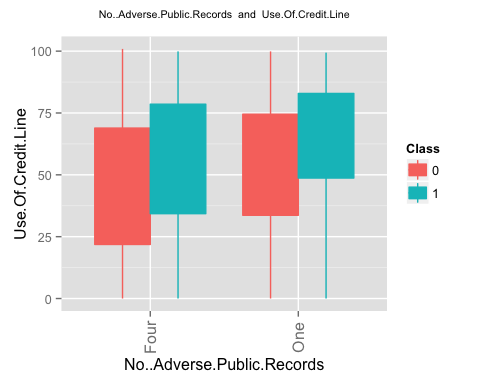 No..Adverse.Public.Records and Use.Of.Credit.Line
100
75
50
25
0
Use.Of.Credit.Line
Four
One
No..Adverse.Public.Records
Class
0
1